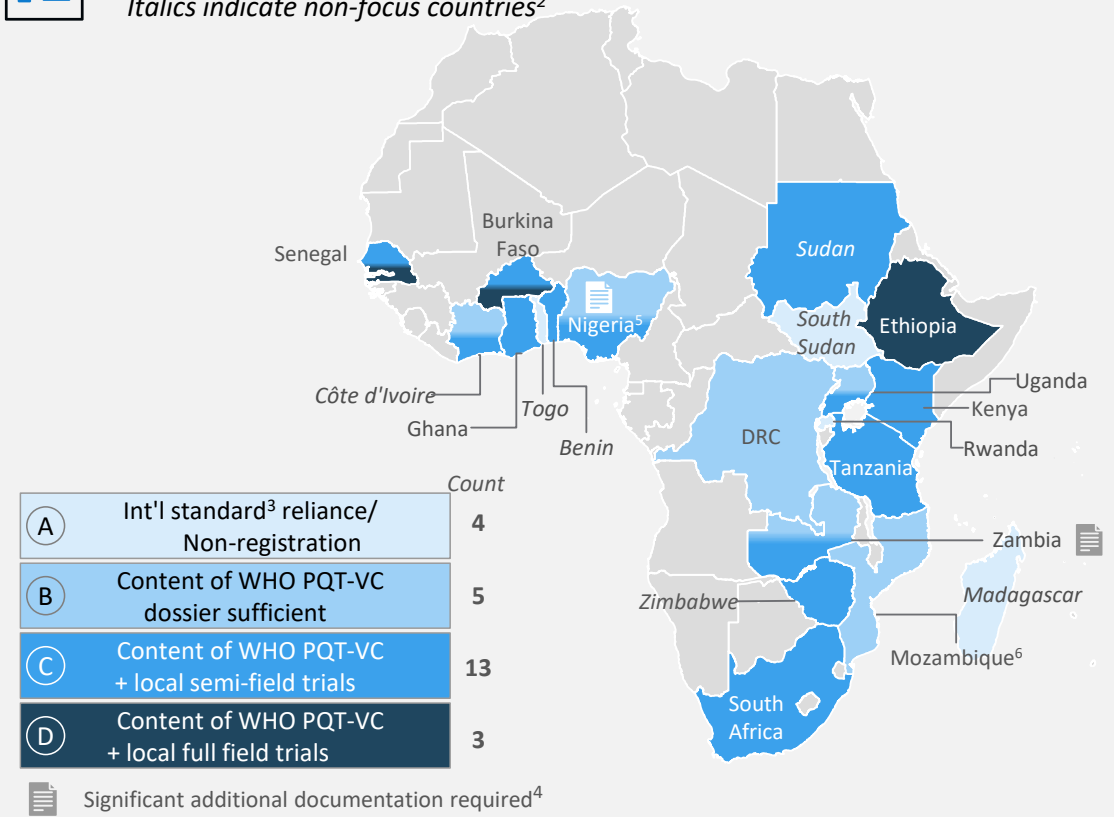 Italics indicate non-focus countries²
Burkina
Faso
Senegal
Sudan
Nigeria⁵
South
Sudan
Ethiopia
Uganda
Côte d'Ivoire
Togo
Kenya
Ghana
DRC
Benin
Rwanda
Tanzania
Count
A
Int'l standard³ reliance/
Non-registration
4
Zambia
B
Content of WHO PQT-VC
dossier sufficient
5
Zimbabwe
Madagascar
Mozambique⁶
C
Content of WHO PQT-VC
+ local semi-field trials
13
South
Africa
D
Content of WHO PQT-VC
+ local full field trials
3
Significant additional documentation required⁴